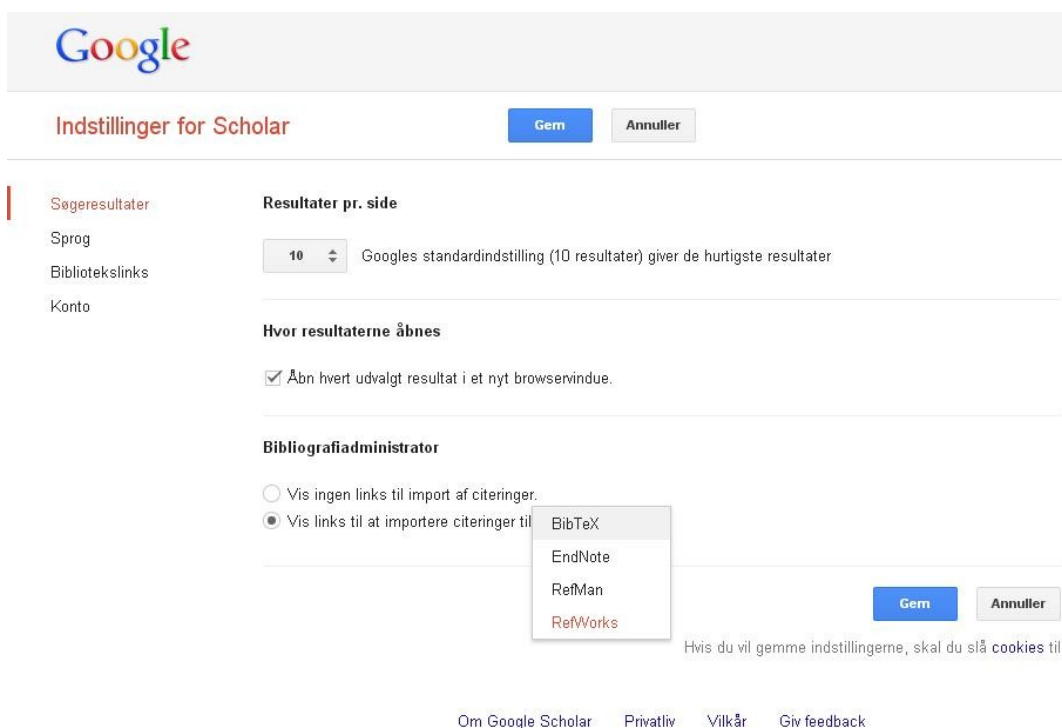 Google
Indstillinger for Scholar Gem Annuller
Søgeresultater
Sprog
Bibliotekslinks
Konto
Resultater pr. side
10 Googles standardindstilling (10 resultater) giver de hurtigste resultater
Hvor resultaterne åbnes
Åbn hvert udvalgt resultat i et nyt browservindue.
Bibliografiadministrator
Vis ingen links til import af citeringer.
Vis links til at importere citeringer til
BibTeX
EndNote
RefMan
RefWorks
Gem Annuller
Hvis du vil gemme indstillingerne, skal du slå cookies til
Om Google Scholar Privatliv Vilkår Giv feedback